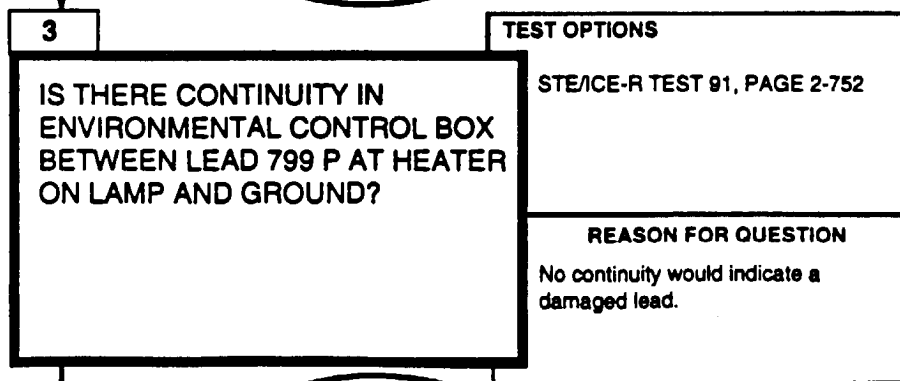 3
IS THERE CONTINUITY IN
ENVIRONMENTAL CONTROL BOX
BETWEEN LEAD 799 P AT HEATER
ON LAMP AND GROUND?
TEST OPTIONS
STE/ICE-R TEST 91, PAGE 2-752
REASON FOR QUESTION
No continuity would indicate a
damaged lead.